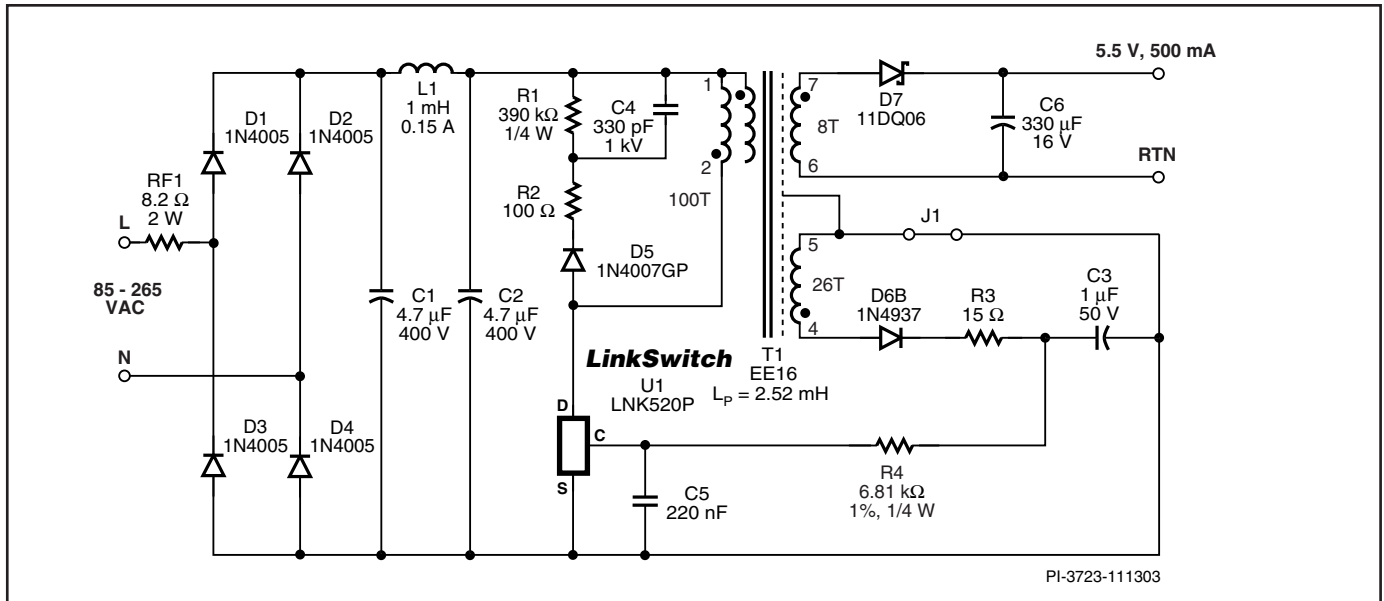 5.5 V, 500 mA
L1
1 mH
0.15 A
D1
1N4005
D2
1N4005
R1
390 kΩ
1/4 W
C4
330 pF
1 kV
1
2
100T
7
8T
6
D7
11DQ06
C6
330 µF
16 V
RTN
RF1
8.2 Ω
2 W
L
R2
100 Ω
J1
D5
1N4007GP
5
26T
4
85 - 265
VAC
C1
4.7 µF
400 V
C2
4.7 µF
400 V
D6B
1N4937
R3
15 Ω
C3
1 µF
50 V
N
LinkSwitch
U1
LNK520P
T1
EE16
LP = 2.52 mH
D
C
S
D3
1N4005
D4
1N4005
C5
220 nF
R4
6.81 kΩ
1%, 1/4 W
PI-3723-111303